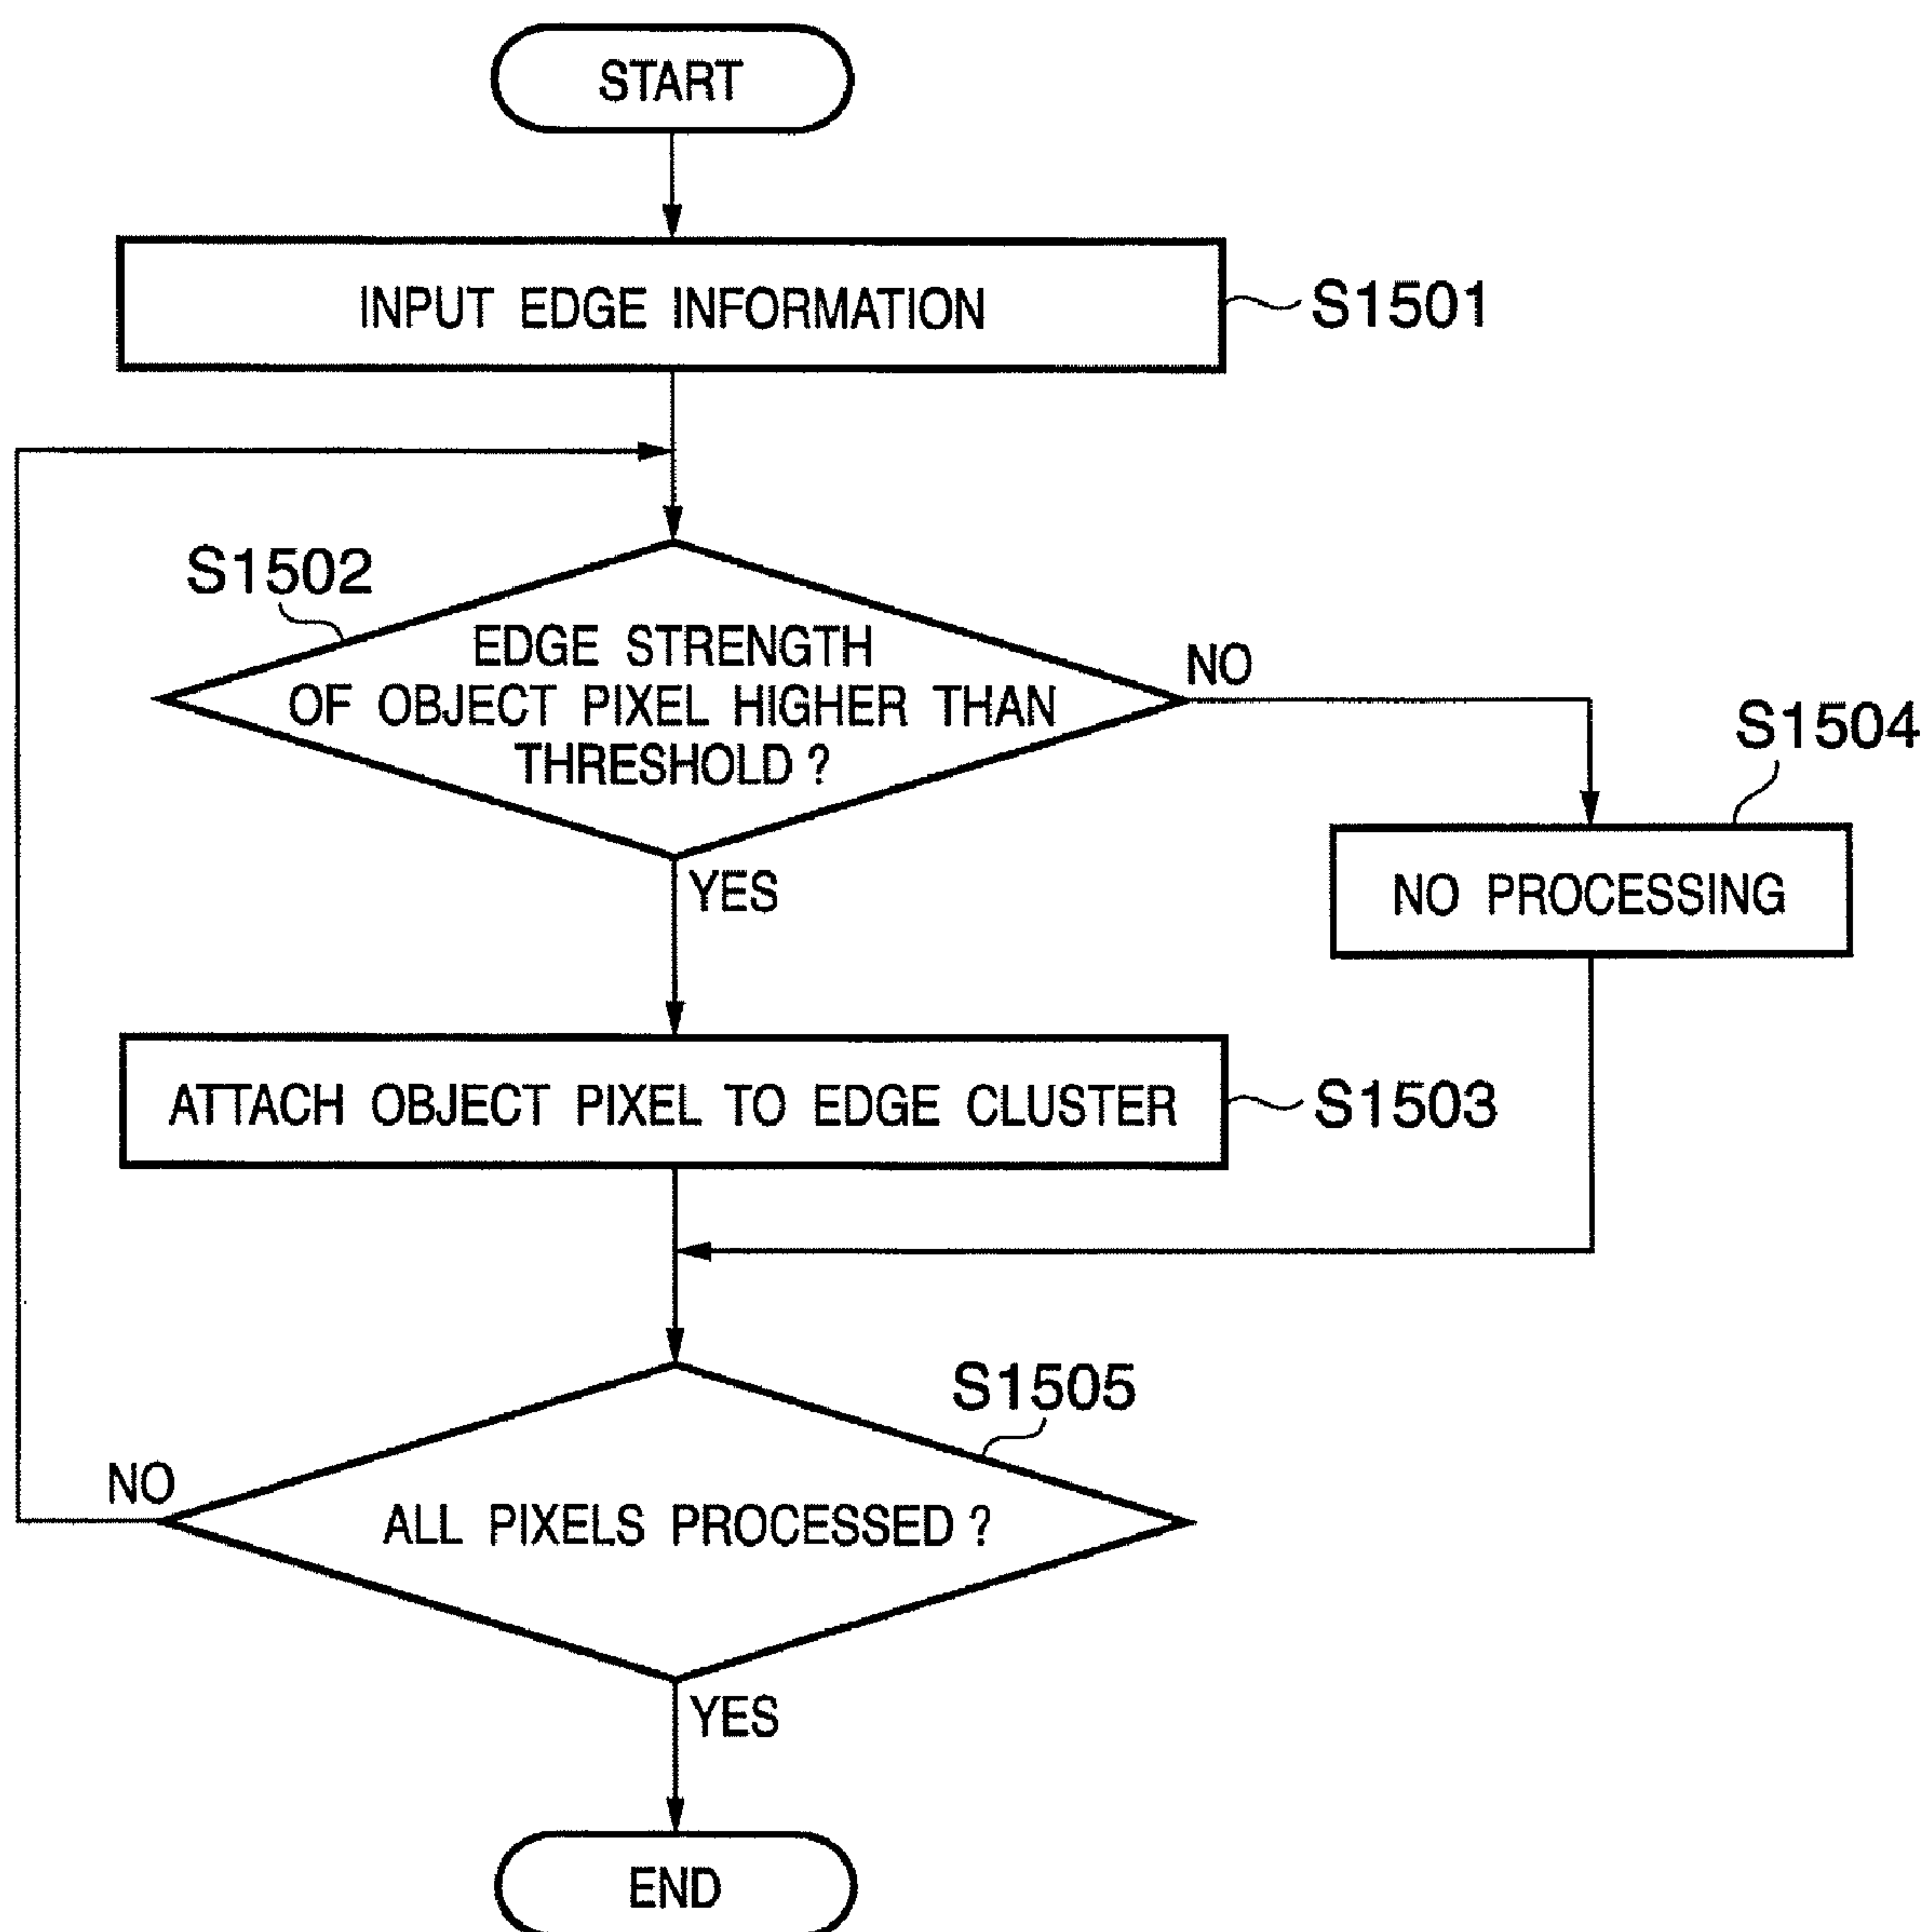 START
INPUT EDGE INFORMATION
S1501
S1502
EDGE STRENGTH
OF OBJECT PIXEL HIGHER THAN
THRESHOLD ?
NO
S1504
NO PROCESSING
YES
ATTACH OBJECT PIXEL TO EDGE CLUSTER
S1503
S1505
NO
ALL PIXELS PROCESSED ?
YES
END